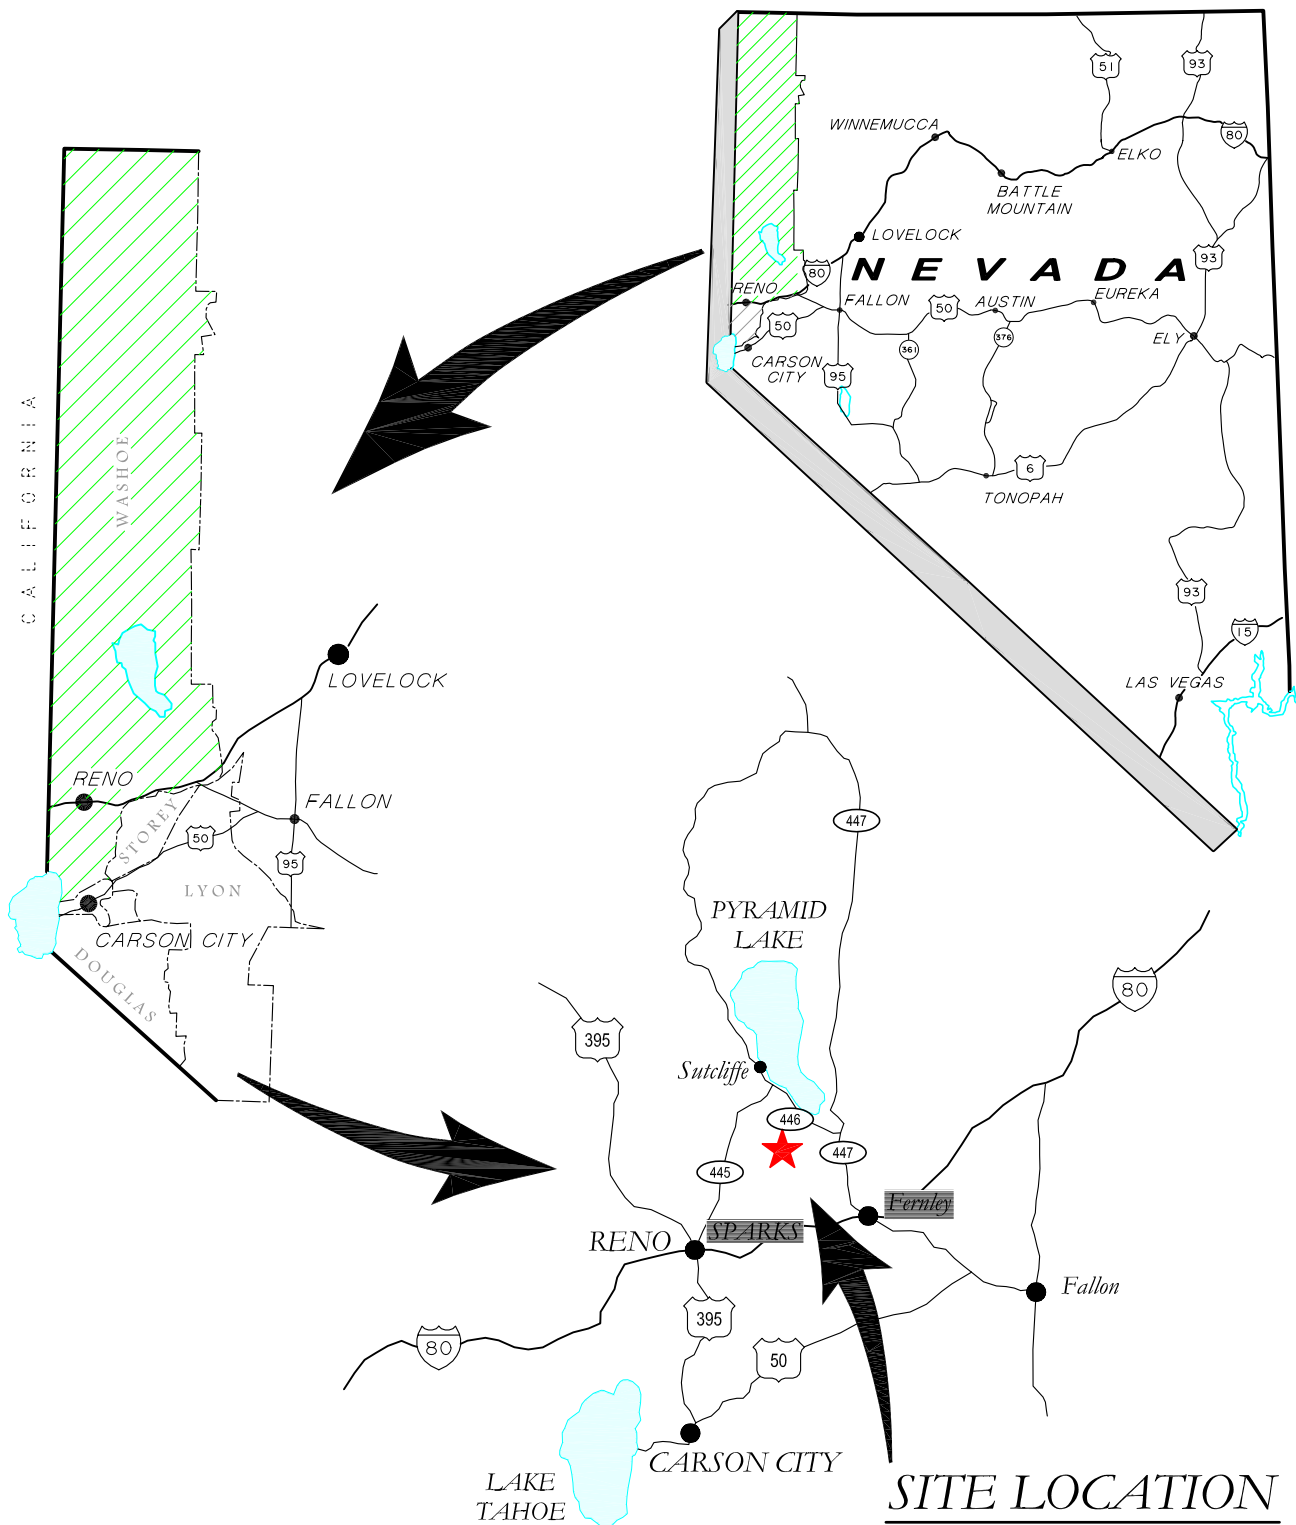 51
93
WINNEMUCCA
80
ELKO
BATTLE
MOUNTAIN
LOVELOCK
NEVADA
93
80
RENO
FALLON
50
AUSTIN
EUREKA
50
361
376
ELY
CARSON
CITY
95
6
TONOPAH
93
15
LAS VEGAS
CALIFORNIA
WASHOE
LOVELOCK
RENO
FALLON
STOREY
50
95
LYON
CARSON CITY
DOUGLAS
447
PYRAMID
LAKE
80
395
Sutcliffe
446
447
445
Fernley
SPARKS
RENO
Fallon
395
80
50
CARSON CITY
LAKE
TAHOE
SITE LOCATION